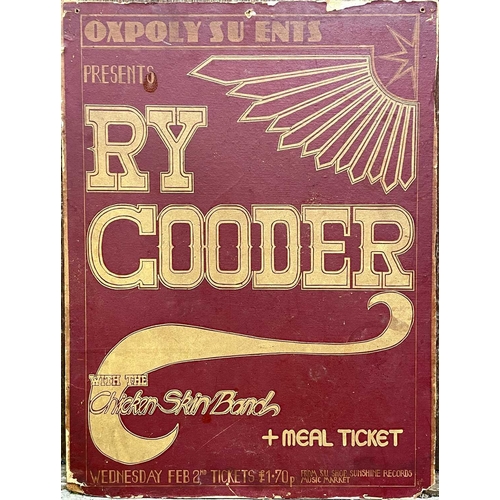 OXPOLY SU ENTS
PRESENTS
RY
COODER
WITH THE
Chicken Skin Band
+ MEAL TICKET
WEDNESDAY FEB 2ND TICKETS £1·70p FROM S.U. SHOP, SUNSHINE RECORDS
MUSIC MARKET